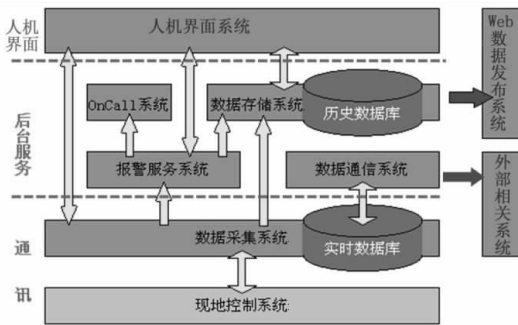 人机
界面
人机界面系统
Web
数据发布系统
OnCall系统
数据存储系统
历史数据库
后台服务
报警服务系统
数据通信系统
外部相关系统
通
讯
数据采集系统
实时数据库
现地控制系统